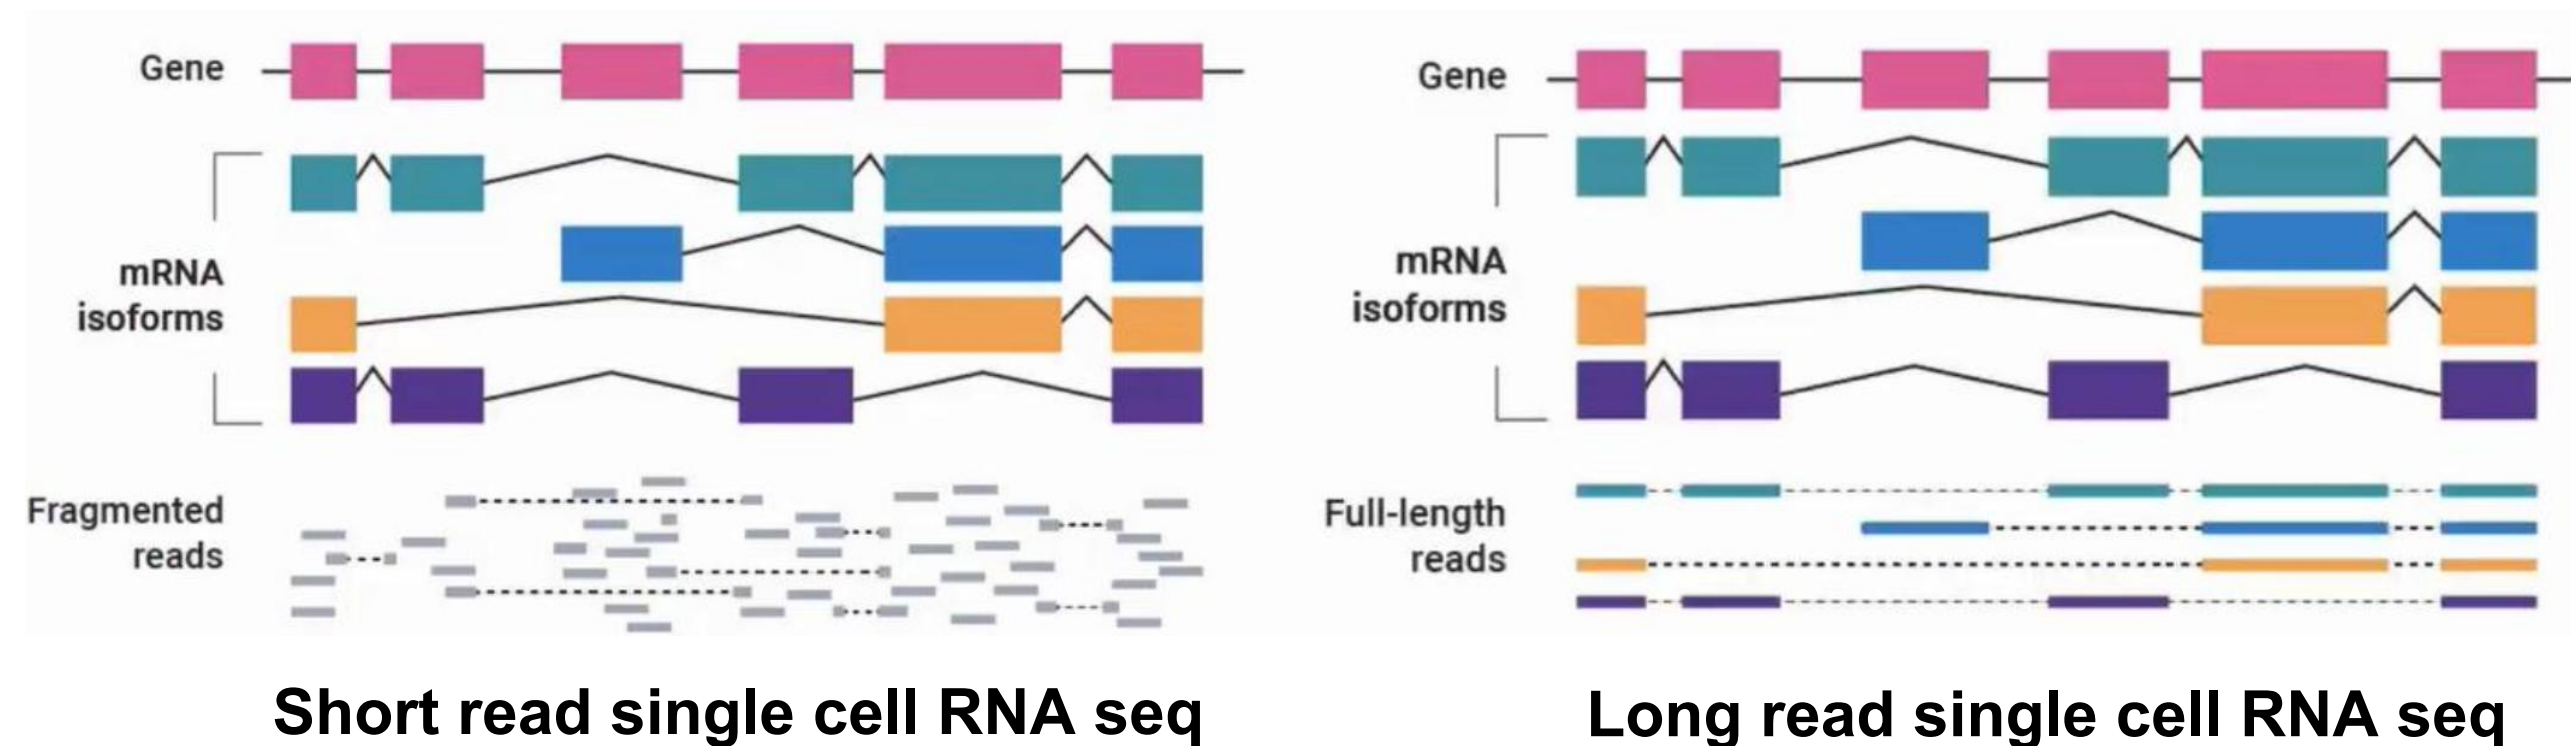 Gene
mRNA
isoforms
Fragmented
reads
Short read single cell RNA seq
Gene
mRNA
isoforms
Full-length
reads
Long read single cell RNA seq